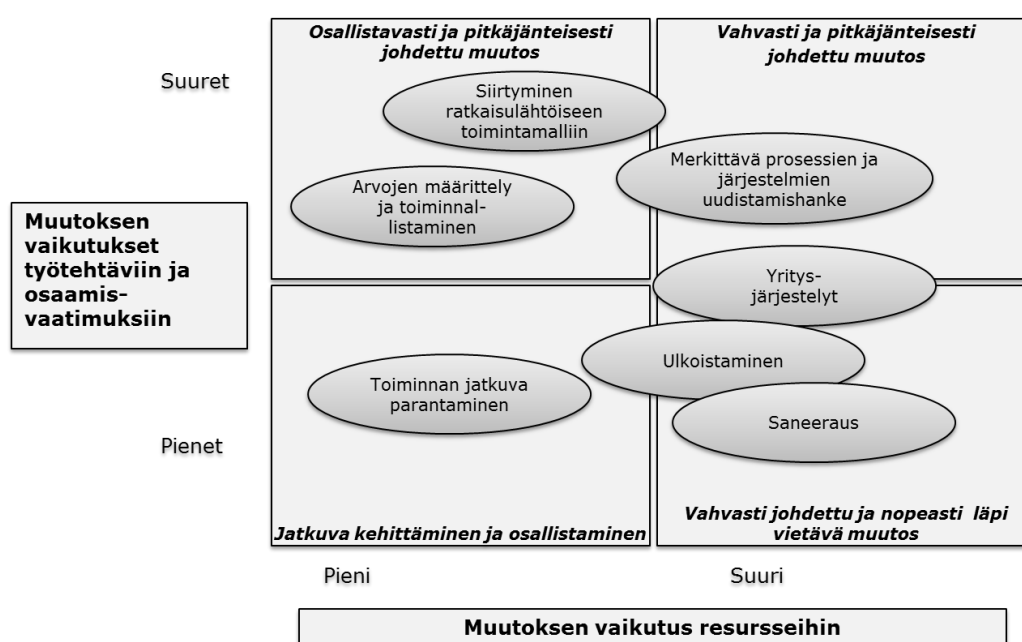 Osallistavasti ja pitkäjänteisesti
johdettu muutos
Vahvasti ja pitkäjänteisesti
johdettu muutos
Suuret
Siirtyminen
ratkaisulähtöiseen
toimintamalliin
Merkittävä prosessien ja
järjestelmien
uudistamishanke
Arvojen määrittely
ja toiminnal-
listaminen
Muutoksen
vaikutukset
työtehtäviin ja
osaamis-
vaatimuksiin
Yritys-
järjestelyt
Ulkoistaminen
Toiminnan jatkuva
parantaminen
Saneeraus
Pienet
Jatkuva kehittäminen ja osallistaminen
Vahvasti johdettu ja nopeasti läpi
vietävä muutos
Pieni
Suuri
Muutoksen vaikutus resursseihin